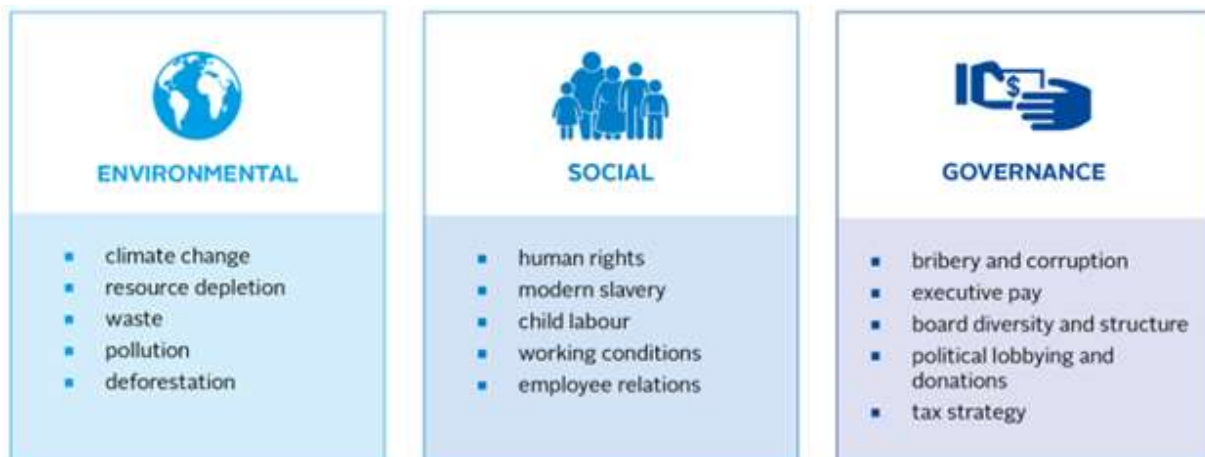 ENVIRONMENTAL
climate change
resource depletion
waste
pollution
deforestation
SOCIAL
human rights
modern slavery
child labour
working conditions
employee relations
$
GOVERNANCE
bribery and corruption
executive pay
board diversity and structure
political lobbying and
donations
tax strategy